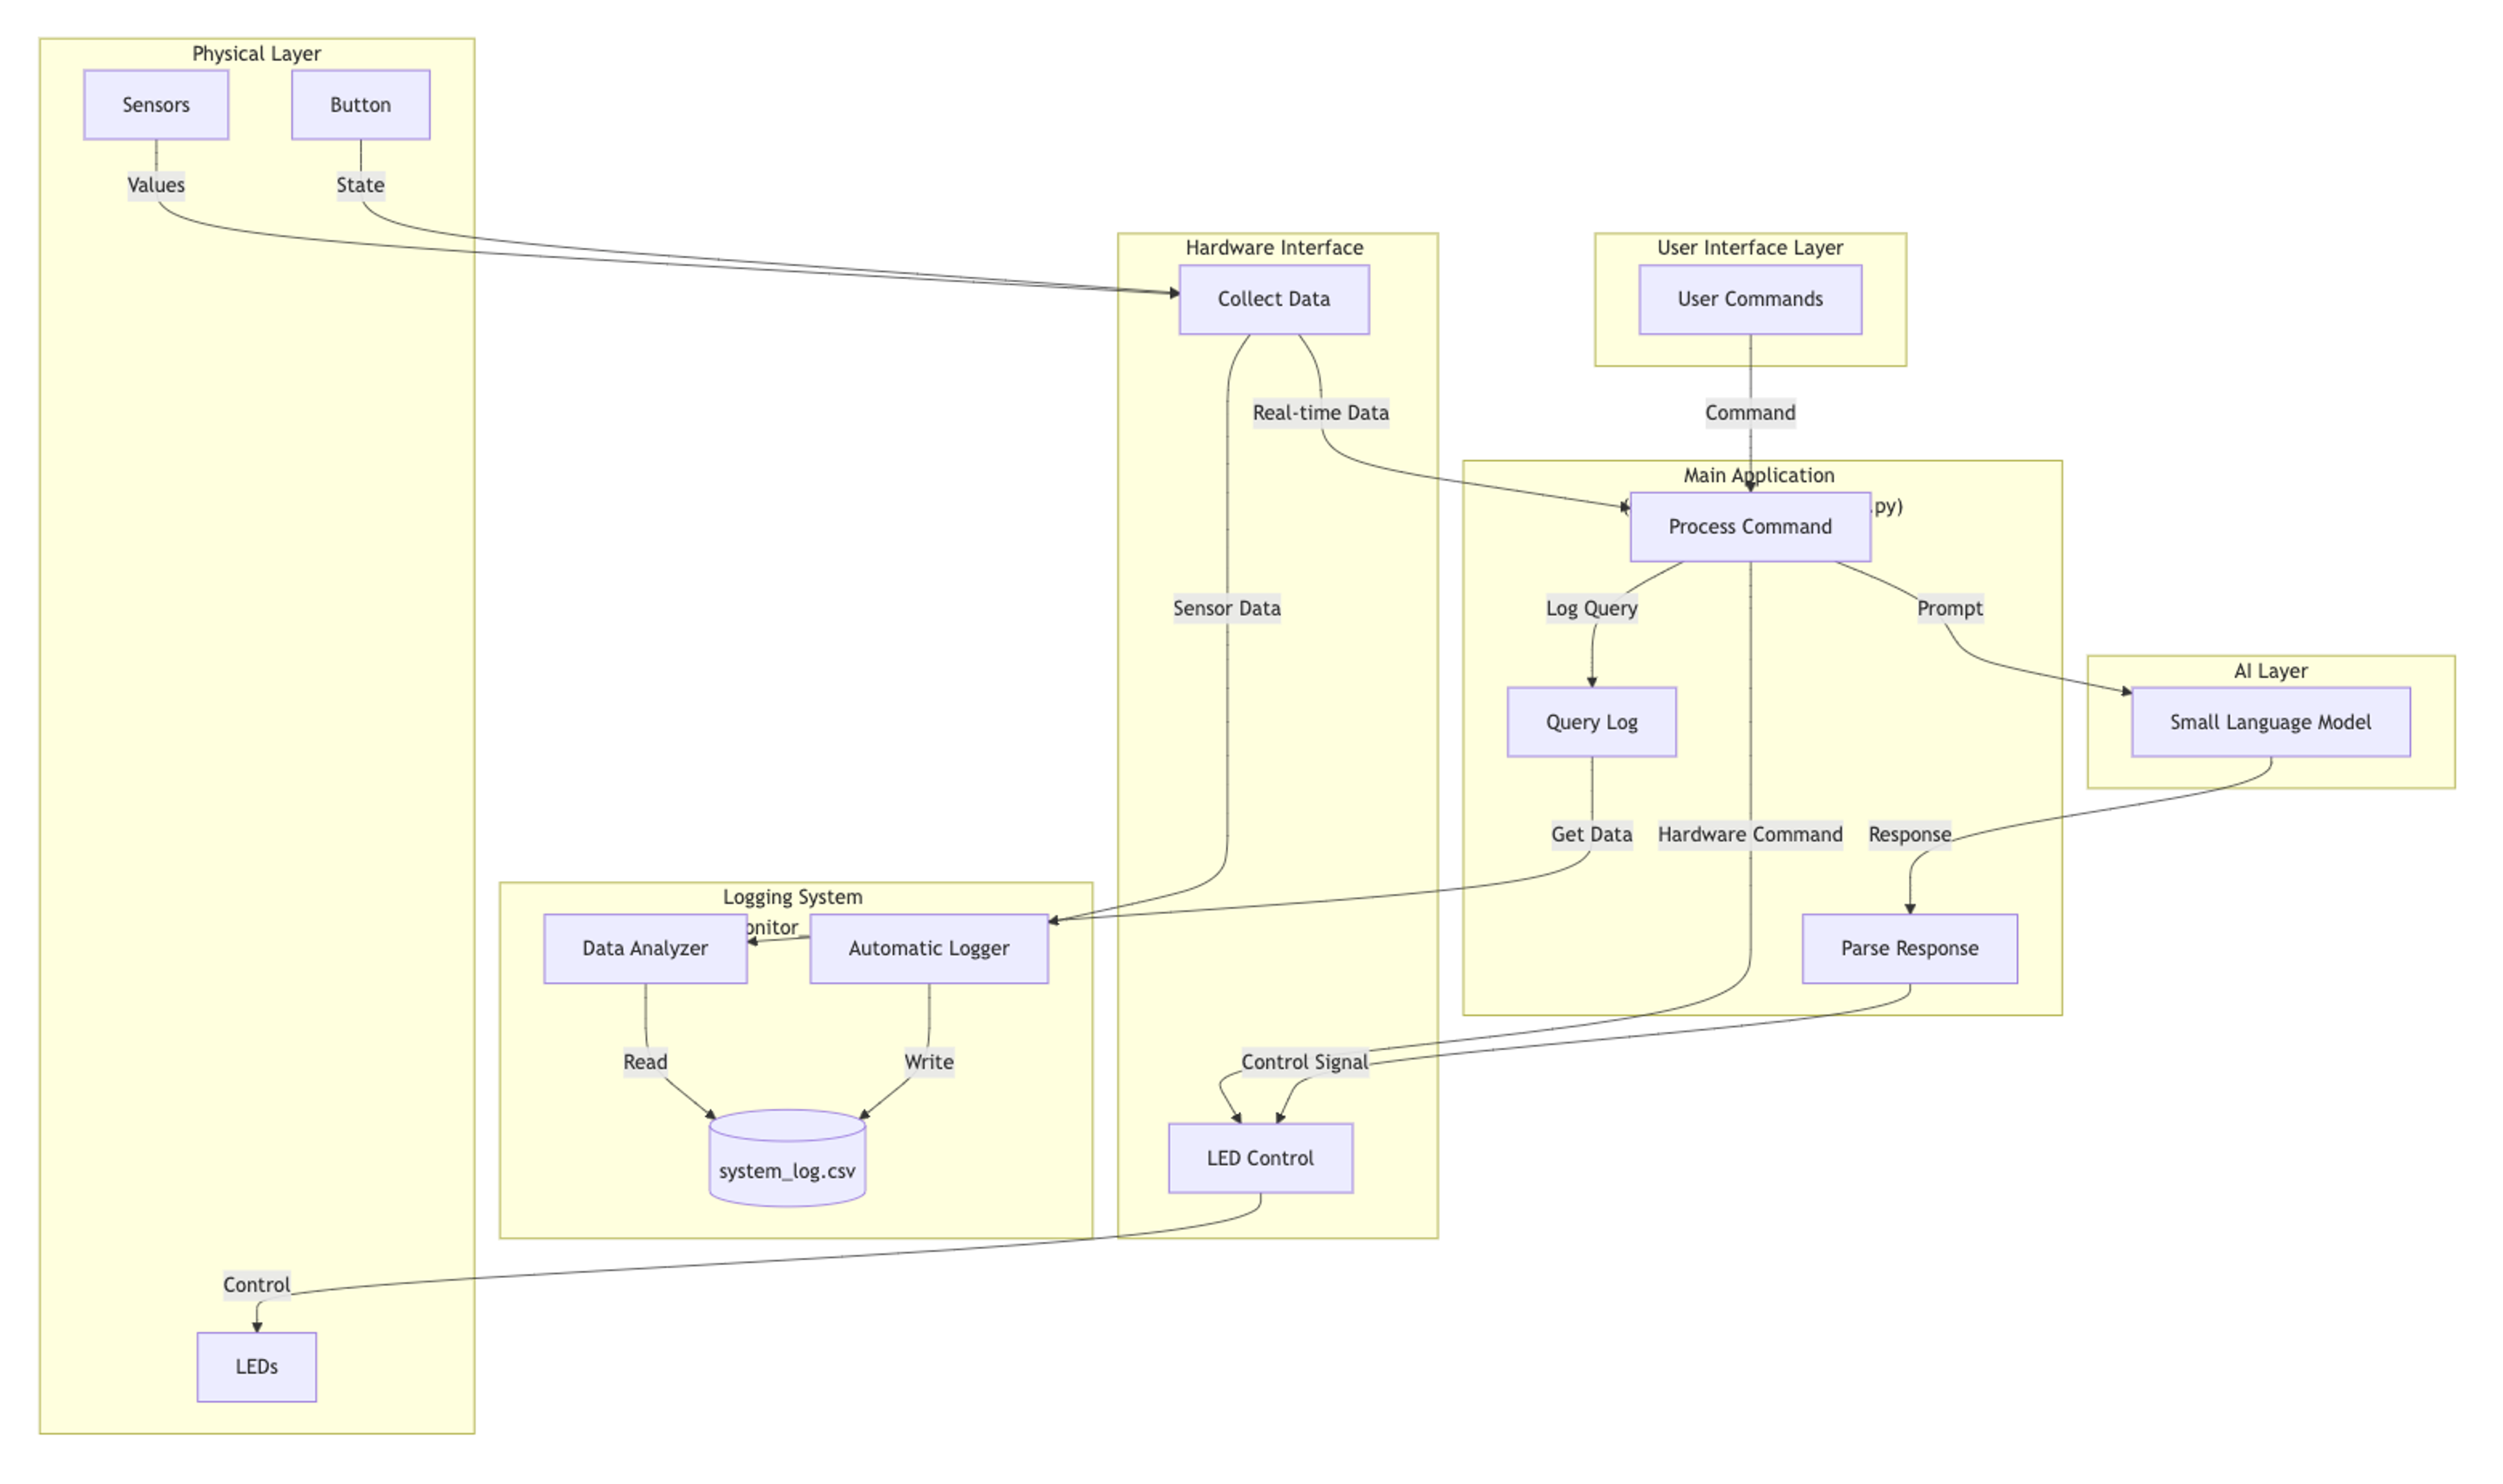 Physical Layer
Sensors
Button
Values
State
Hardware Interface
Collect Data
User Interface Layer
User Commands
Real-time Data
Command
Main Application
py)
Process Command
Sensor Data
Log Query
Prompt
AI Layer
Query Log
Small Language Model
Get Data
Hardware Command
Response
Logging System
Data Analyzer
Automatic Logger
Parse Response
Read
Write
Control Signal
system_log.csv
LED Control
Control
LEDs